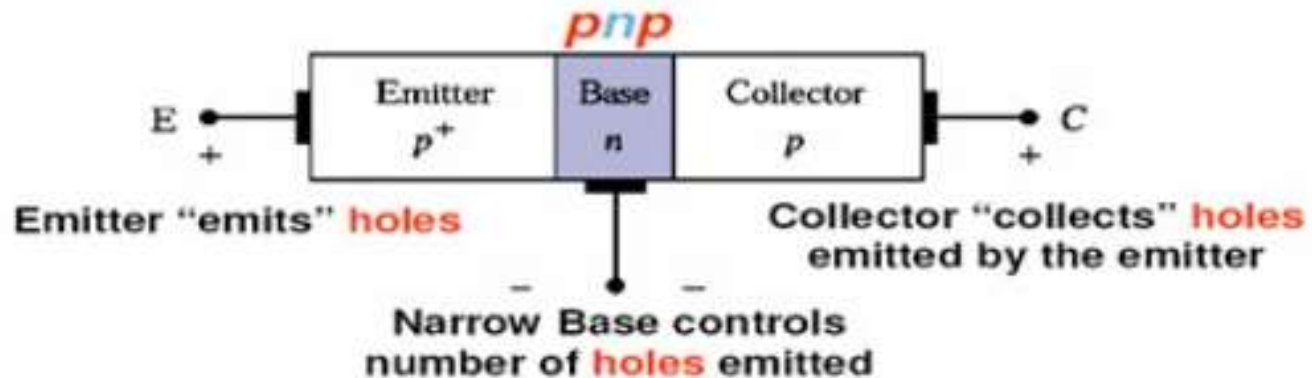 pnp
Emitter Base Collector
p⁺ n p
E C
+ +
Emitter “emits” holes
Collector “collects” holes
emitted by the emitter
– –
Narrow Base controls
number of holes emitted